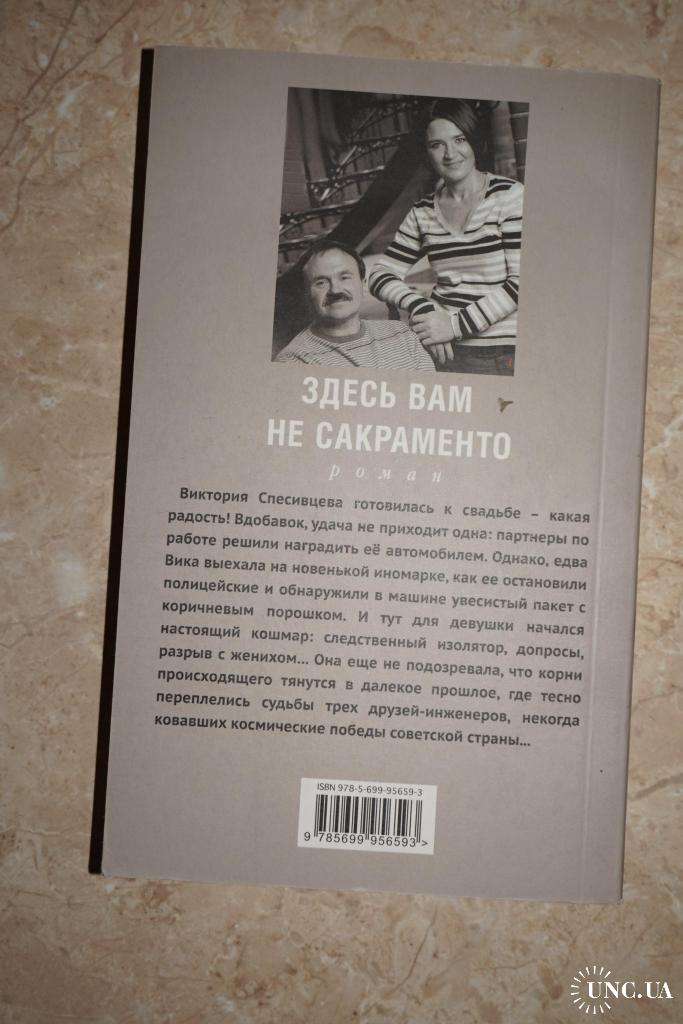 ЗДЕСЬ ВАМ
НЕ САКРАМЕНТО
роман
Виктория Спесивцева готовилась к свадьбе – какая
радость! Вдобавок, удача не приходит одна: партнеры по
работе решили наградить её автомобилем. Однако, едва
Вика выехала на новенькой иномарке, как ее остановили
полицейские и обнаружили в машине увесистый пакет с
коричневым порошком. И тут для девушки начался
настоящий кошмар: следственный изолятор, допросы,
разрыв с женихом... Она еще не подозревала, что корни
происходящего тянутся в далекое прошлое, где тесно
переплелись судьбы трех друзей-инженеров, некогда
ковавших космические победы советской страны...
ISBN 978-5-699-95659-3
9 785699 956593 >
UNC.UA